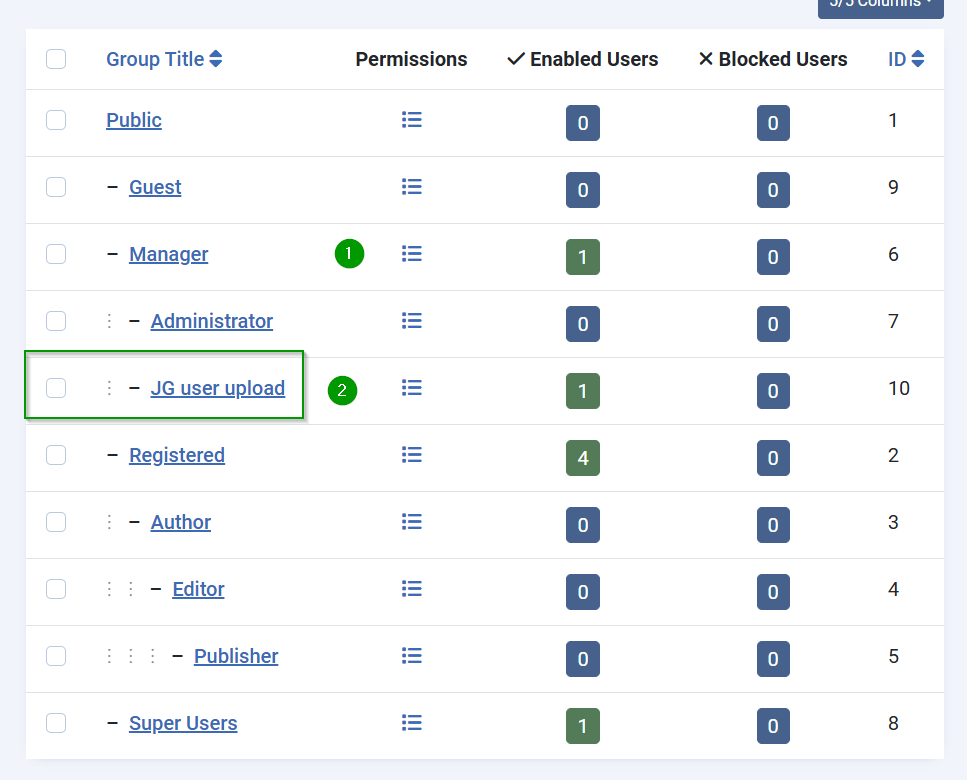 5/5 Columns
Group Title Permissions Enabled Users Blocked Users ID
Public 0 0 1
– Guest 0 0 9
– Manager 1 1 0 6
⋮ – Administrator 0 0 7
⋮ – JG user upload 2 1 0 10
– Registered 4 0 2
⋮ – Author 0 0 3
⋮ ⋮ – Editor 0 0 4
⋮ ⋮ ⋮ – Publisher 0 0 5
– Super Users 1 0 8